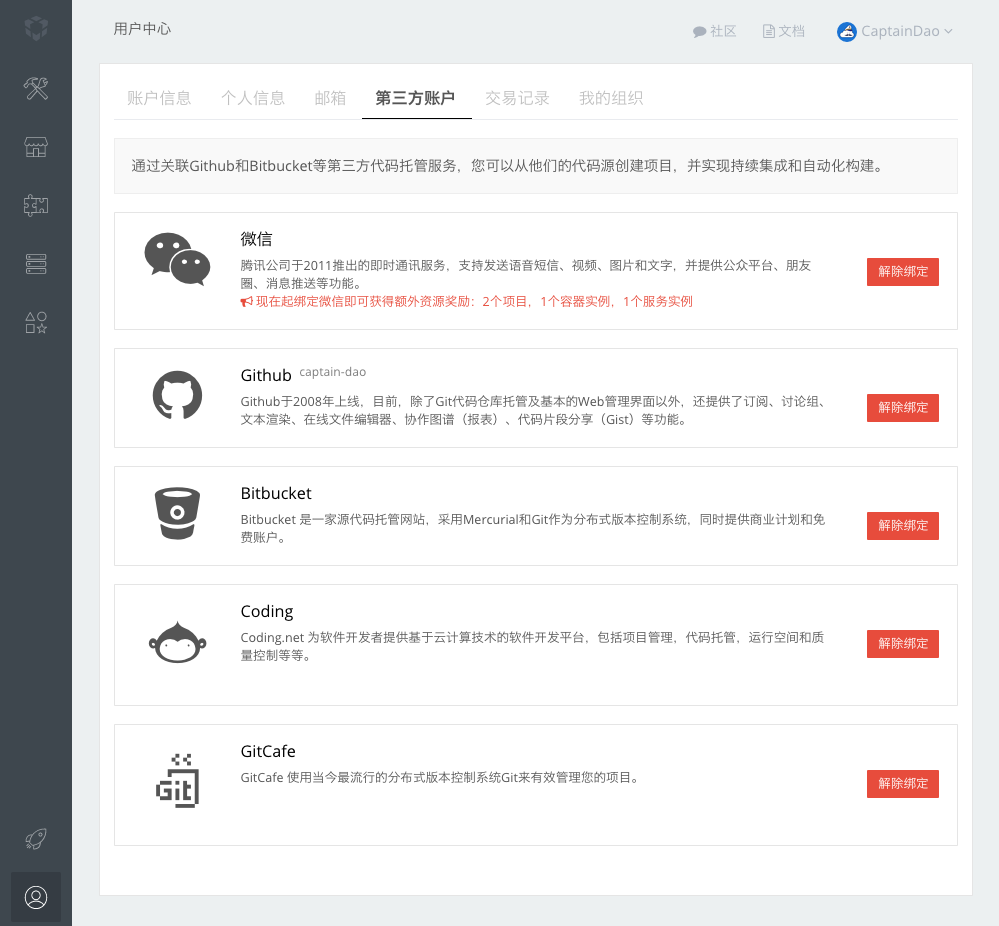 用户中心
社区
文档
CaptainDao
账户信息
个人信息
邮箱
第三方账户
交易记录
我的组织
通过关联Github和Bitbucket等第三方代码托管服务，您可以从他们的代码源创建项目，并实现持续集成和自动化构建。
微信
腾讯公司于2011推出的即时通讯服务，支持发送语音短信、视频、图片和文字，并提供公众平台、朋友
圈、消息推送等功能。
现在起绑定微信即可获得额外资源奖励：2个项目，1个容器实例，1个服务实例
解除绑定
Github captain-dao
Github于2008年上线，目前，除了Git代码仓库托管及基本的Web管理界面以外，还提供了订阅、讨论组、
文本渲染、在线文件编辑器、协作图谱（报表）、代码片段分享（Gist）等功能。
解除绑定
Bitbucket
Bitbucket 是一家源代码托管网站，采用Mercurial和Git作为分布式版本控制系统，同时提供商业计划和免
费账户。
解除绑定
Coding
Coding.net 为软件开发者提供基于云计算技术的软件开发平台，包括项目管理，代码托管，运行空间和质
量控制等等。
解除绑定
Git
GitCafe
GitCafe 使用当今最流行的分布式版本控制系统Git来有效管理您的项目。
解除绑定